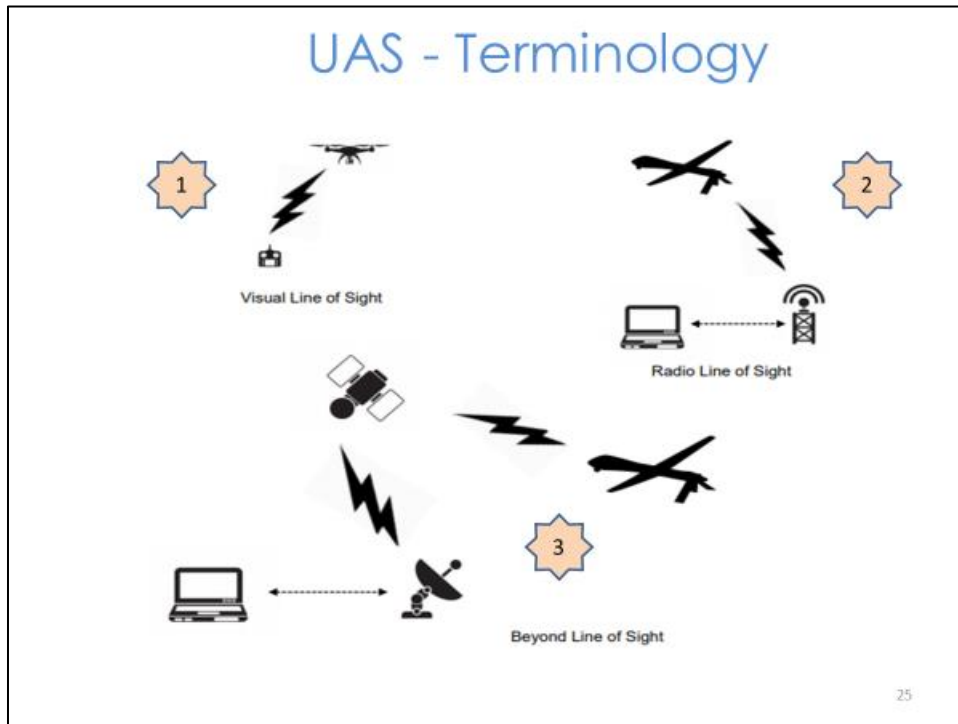 UAS - Terminology
1
2
Visual Line of Sight
Radio Line of Sight
3
Beyond Line of Sight
25